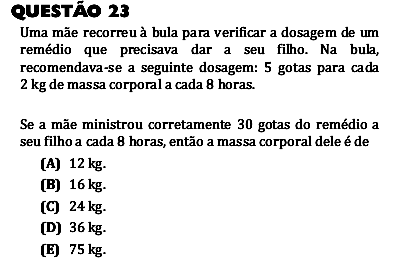 QUESTÃO 23
Uma mãe recorreu à bula para verificar a dosagem de um
remédio que precisava dar a seu filho. Na bula,
recomendava-se a seguinte dosagem: 5 gotas para cada
2 kg de massa corporal a cada 8 horas.
Se a mãe ministrou corretamente 30 gotas do remédio a
seu filho a cada 8 horas, então a massa corporal dele é de
(A) 12 kg.
(B) 16 kg.
(C) 24 kg.
(D) 36 kg.
(E) 75 kg.